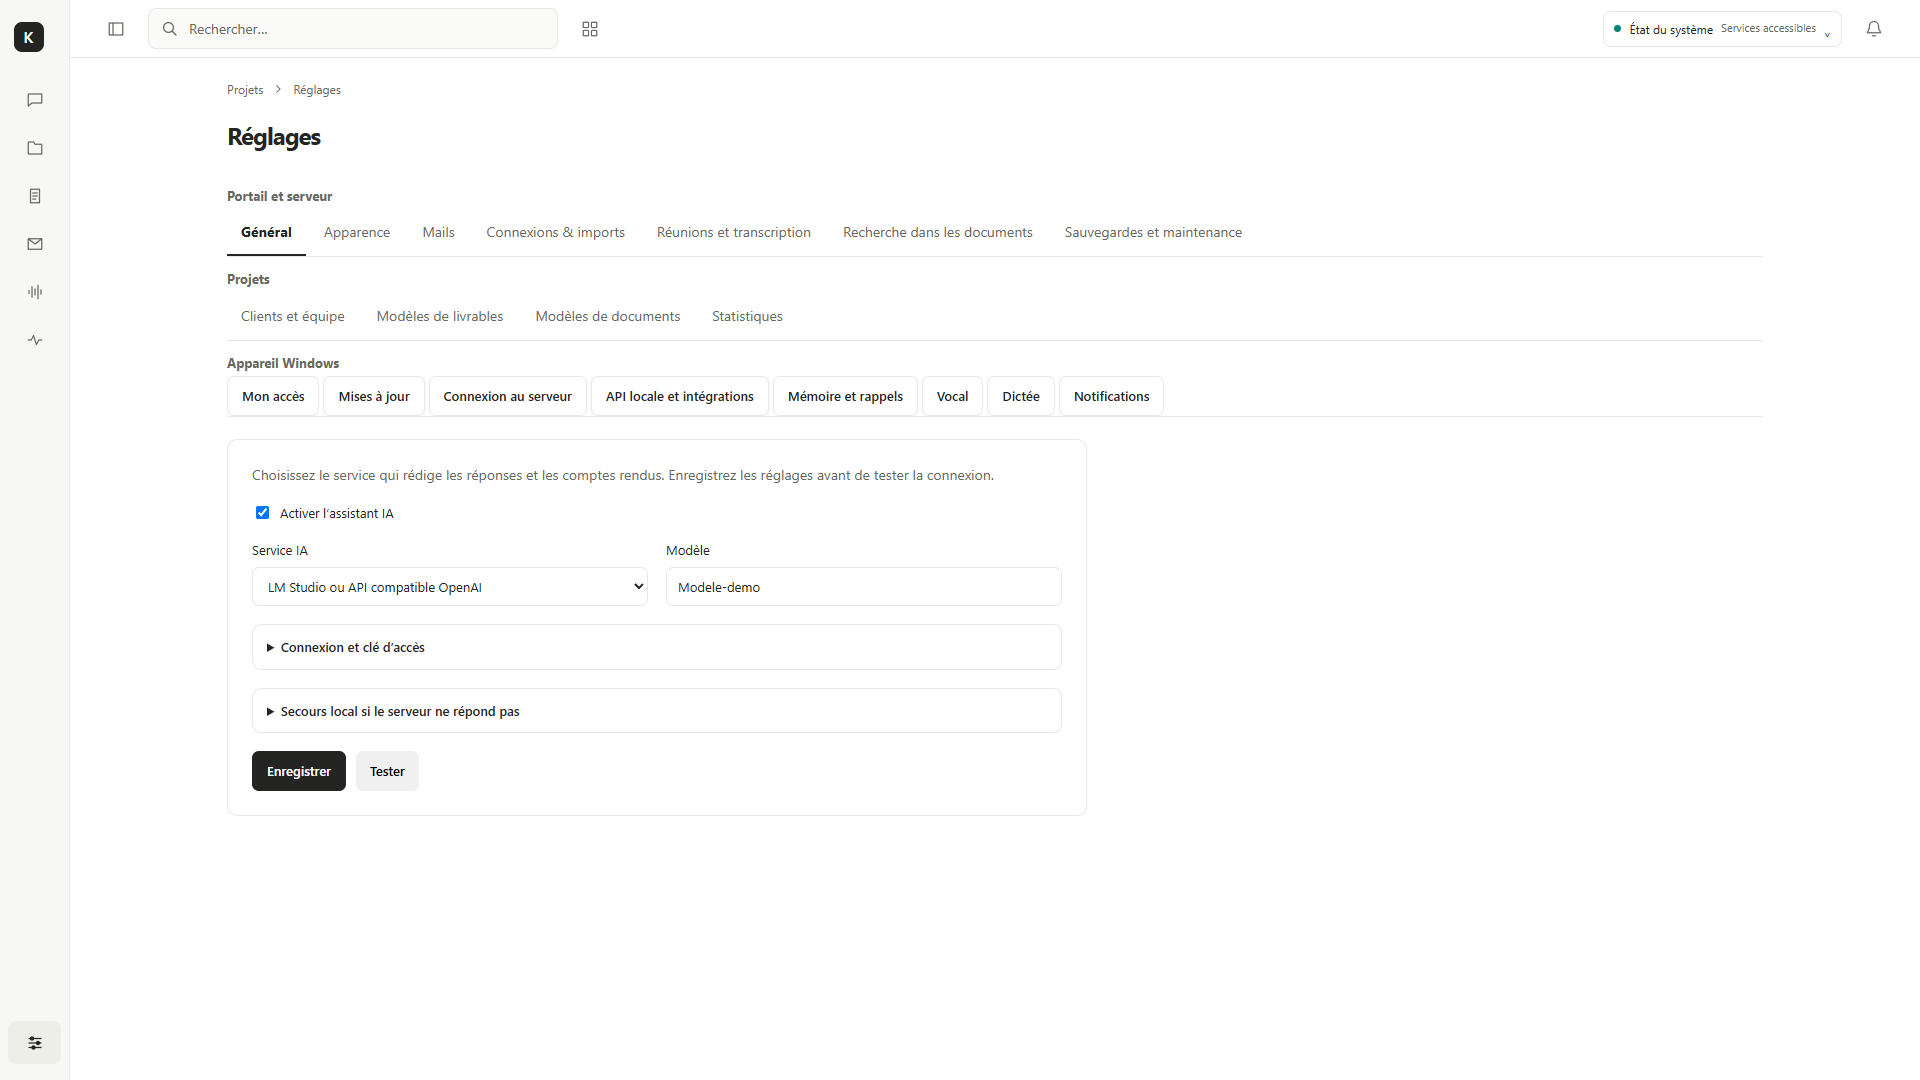 K
Rechercher...
État du système Services accessibles
Projets > Réglages
Réglages
Portail et serveur
Général Apparence Mails Connexions & imports Réunions et transcription Recherche dans les documents Sauvegardes et maintenance
Projets
Clients et équipe Modèles de livrables Modèles de documents Statistiques
Appareil Windows
Mon accès Mises à jour Connexion au serveur API locale et intégrations Mémoire et rappels Vocal Dictée Notifications
Choisissez le service qui rédige les réponses et les comptes rendus. Enregistrez les réglages avant de tester la connexion.
Activer l'assistant IA
Service IA Modèle
LM Studio ou API compatible OpenAI Modele-demo
Connexion et clé d'accès
Secours local si le serveur ne répond pas
Enregistrer Tester